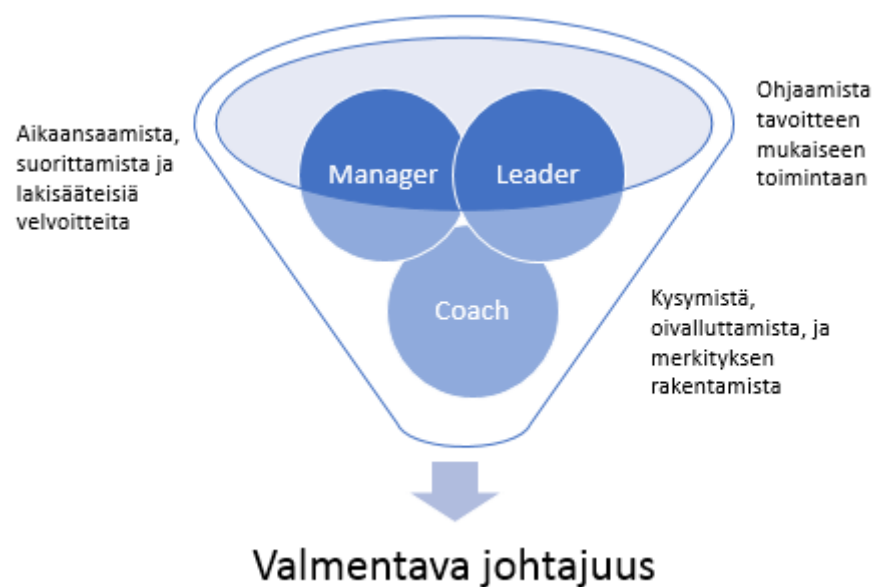 Aikaansaamista,
suorittamista ja
lakisääteisiä
velvoitteita
Manager
Leader
Ohjaamista
tavoitteen
mukaiseen
toimintaan
Coach
Kysymistä,
oivalluttamista, ja
merkityksen
rakentamista
Valmentava johtajuus